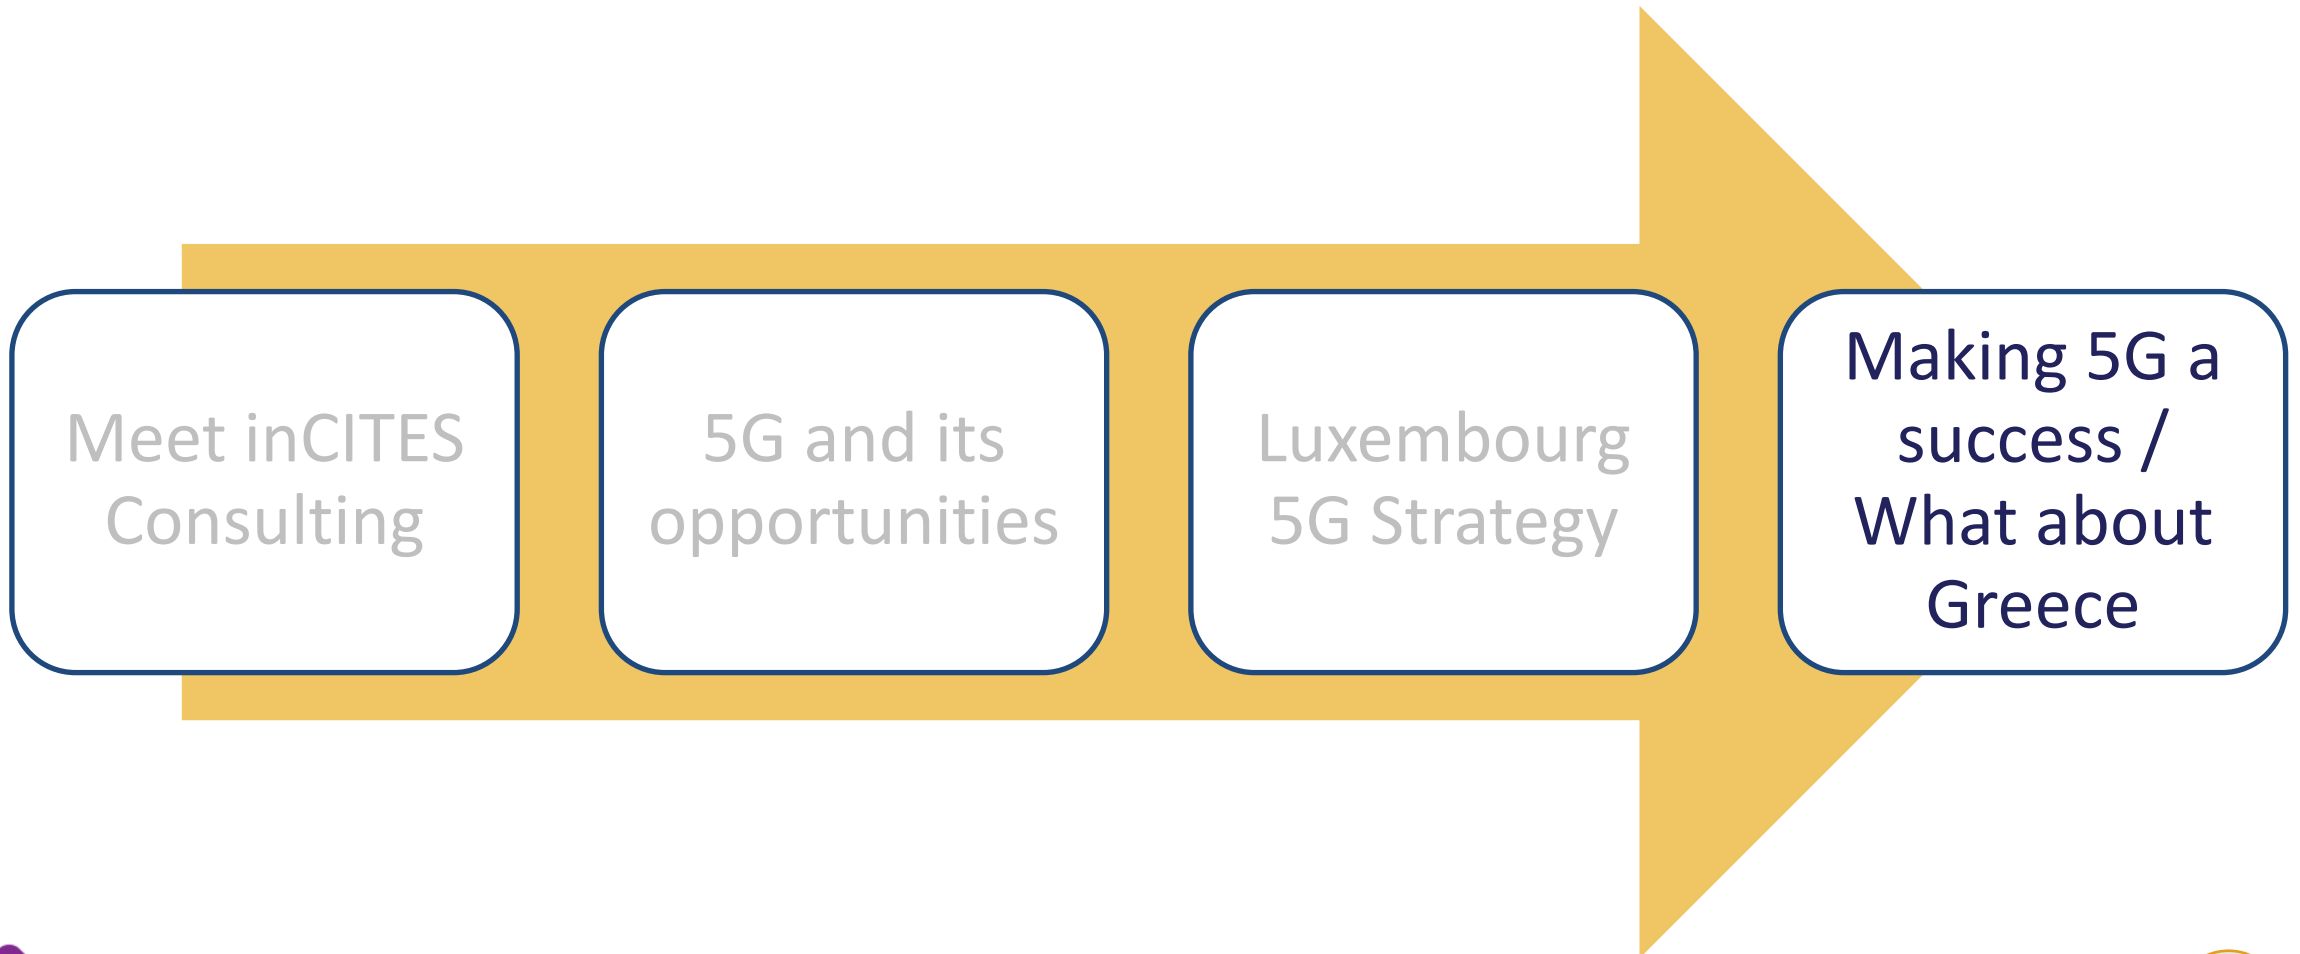 Meet inCITES
Consulting
5G and its
opportunities
Luxembourg
5G Strategy
Making 5G a
success /
What about
Greece